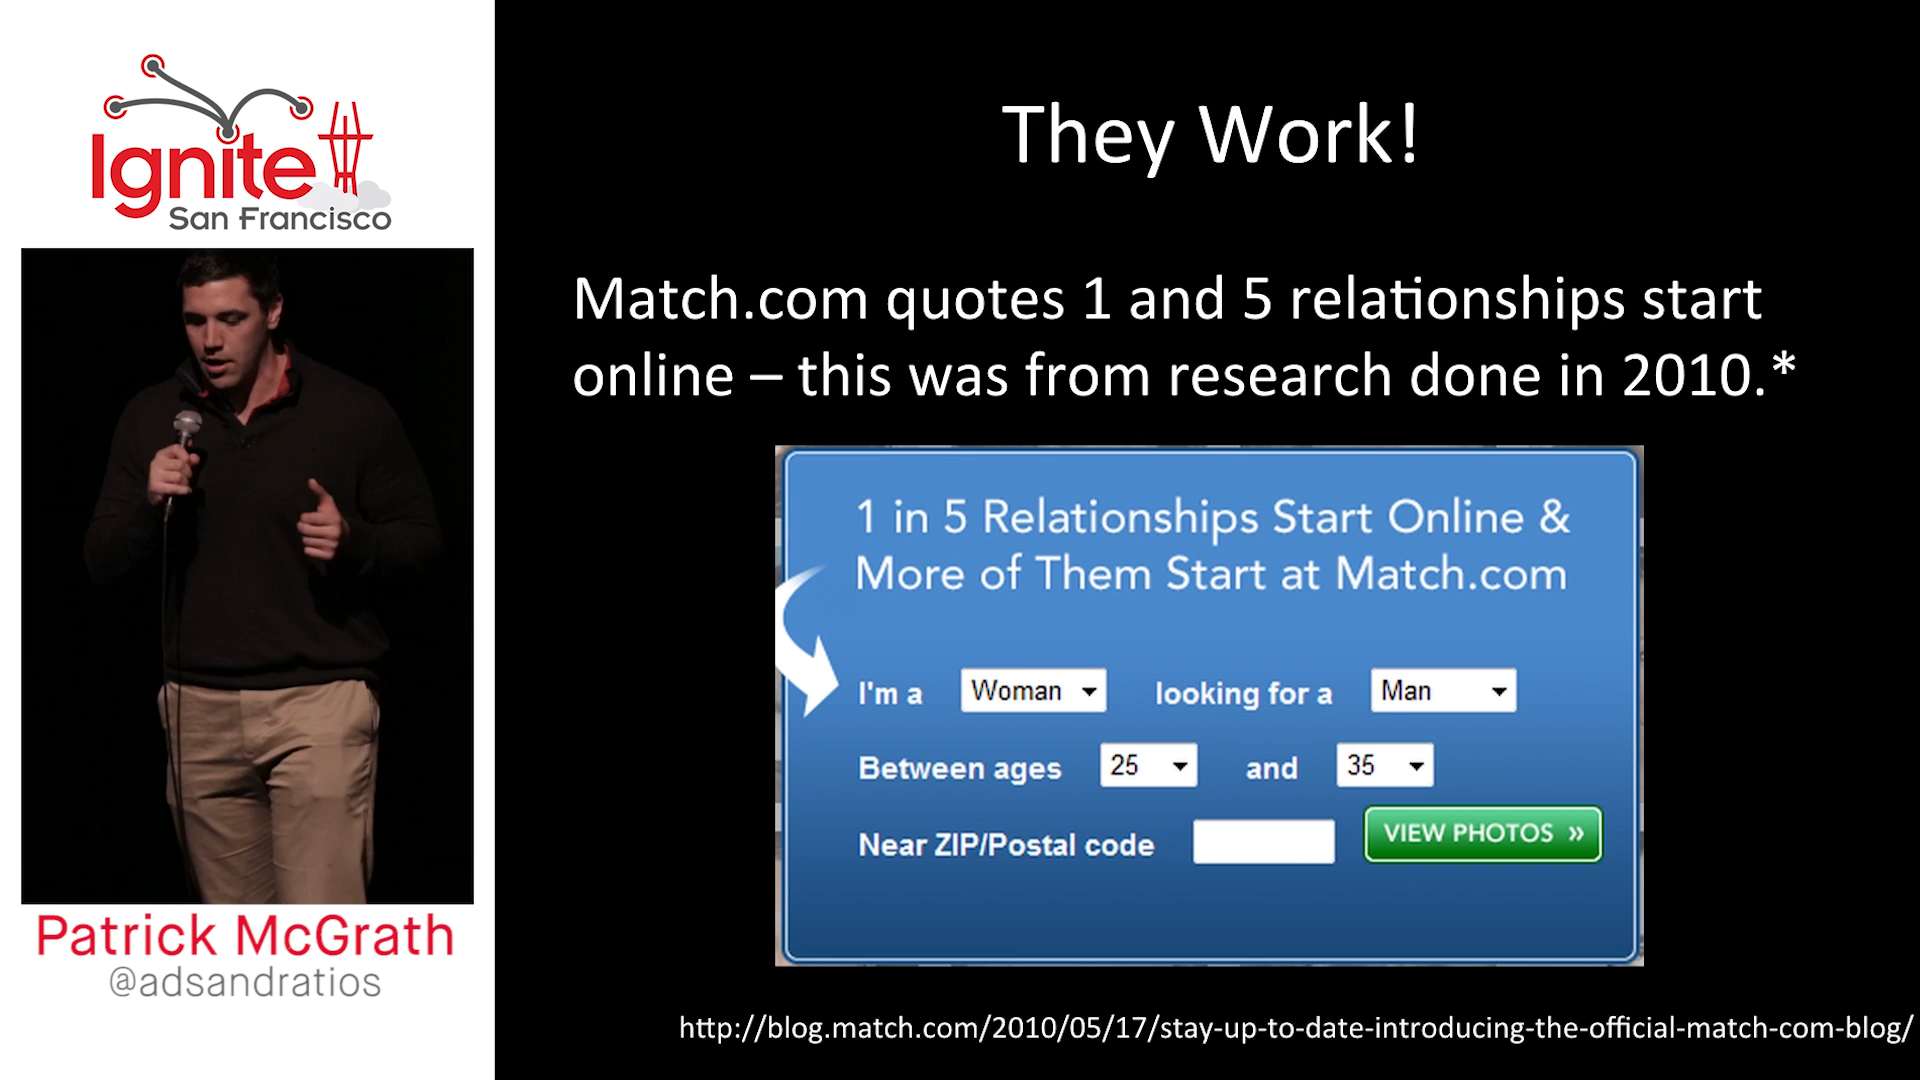 Ignite
San Francisco
Patrick McGrath
@adsandratios
They Work!
Match.com quotes 1 and 5 relationships start
online – this was from research done in 2010.*
1 in 5 Relationships Start Online &
More of Them Start at Match.com
I'm a Woman looking for a Man
Between ages 25 and 35
Near ZIP/Postal code VIEW PHOTOS »
http://blog.match.com/2010/05/17/stay-up-to-date-introducing-the-official-match-com-blog/